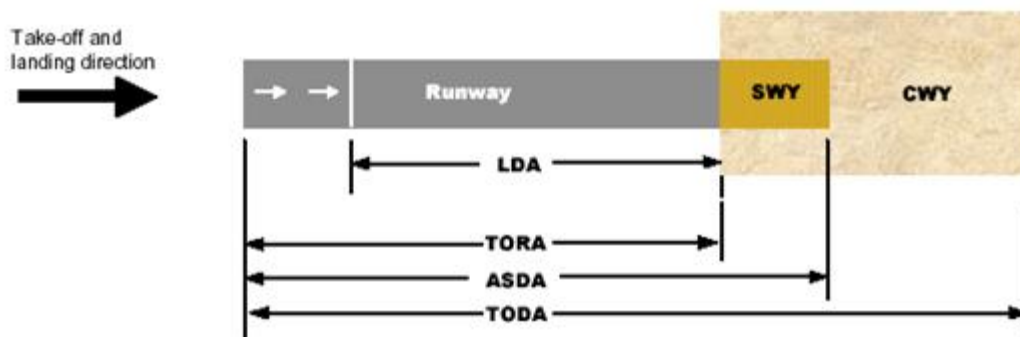 Take-off and
landing direction
Runway
SWY
CWY
LDA
TORA
ASDA
TODA